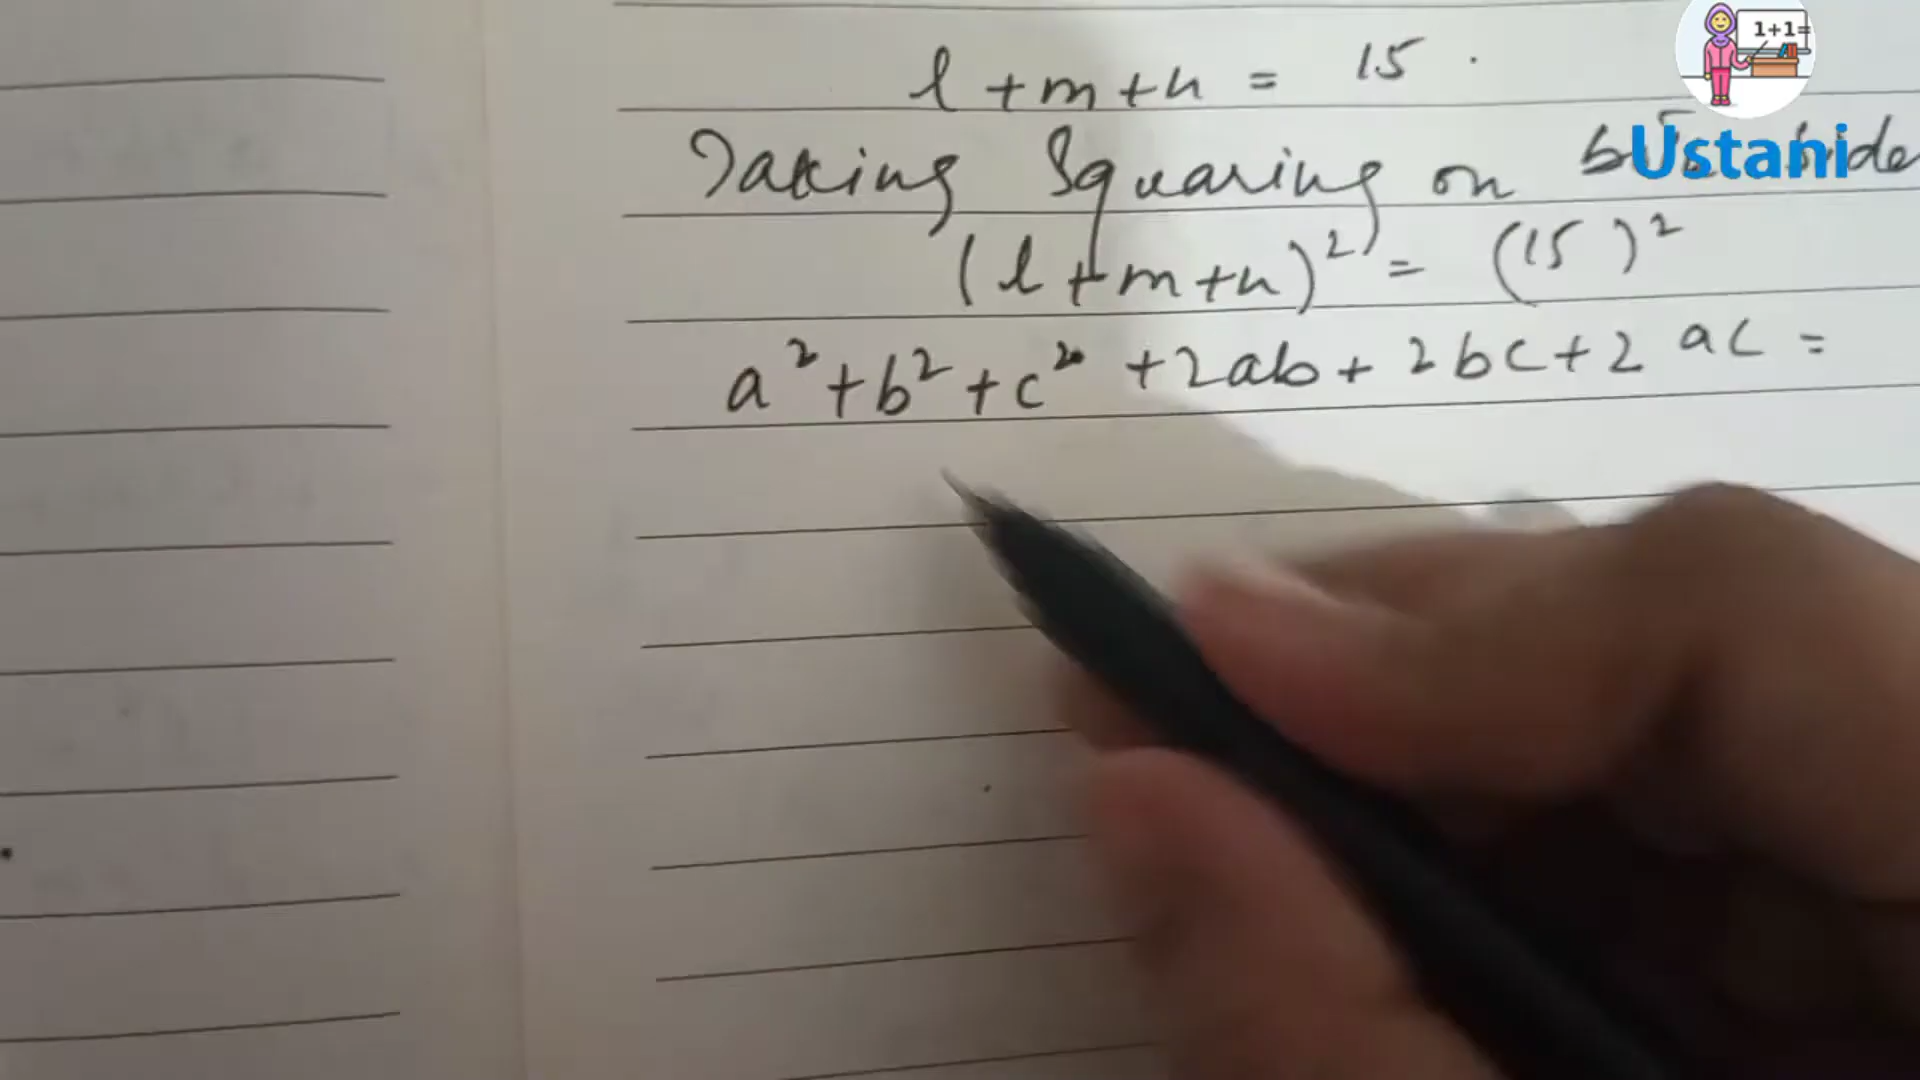 1+1=
l + m + n = 15 .
Ustani
Taking Squaring on
(l + m + n)² = (15)²
a² + b² + c² + 2ab + 2bc + 2ac =